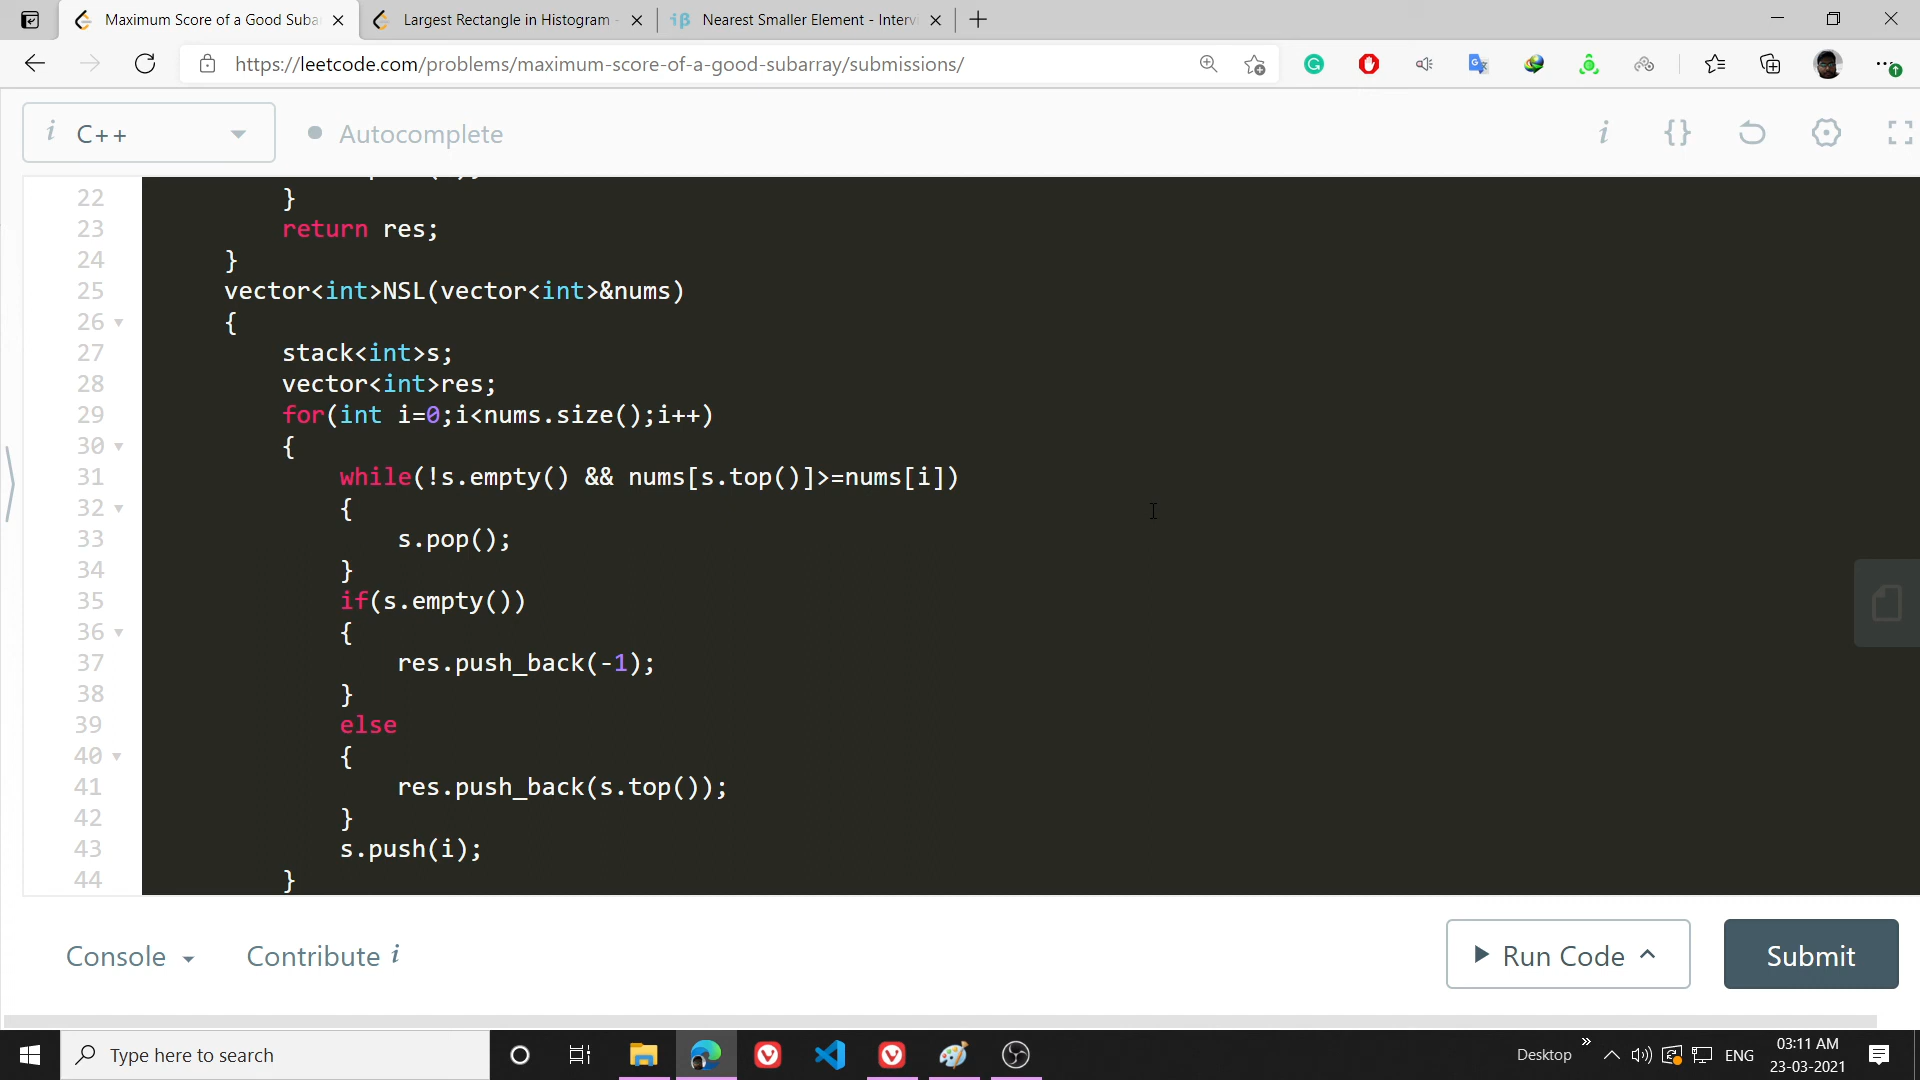 Maximum Score of a Good Suba
Largest Rectangle in Histogram -
Nearest Smaller Element - Interv
https://leetcode.com/problems/maximum-score-of-a-good-subarray/submissions/
i C++
Autocomplete
i {}
22 }
23 return res;
24 }
25 vector<int>NSL(vector<int>&nums)
26 {
27 stack<int>s;
28 vector<int>res;
29 for(int i=0;i<nums.size();i++)
30 {
31 while(!s.empty() && nums[s.top()]>=nums[i])
32 {
33 s.pop();
34 }
35 if(s.empty())
36 {
37 res.push_back(-1);
38 }
39 else
40 {
41 res.push_back(s.top());
42 }
43 s.push(i);
44 }
Console
Contribute i
Run Code
Submit
Type here to search
Desktop
ENG
03:11 AM
23-03-2021